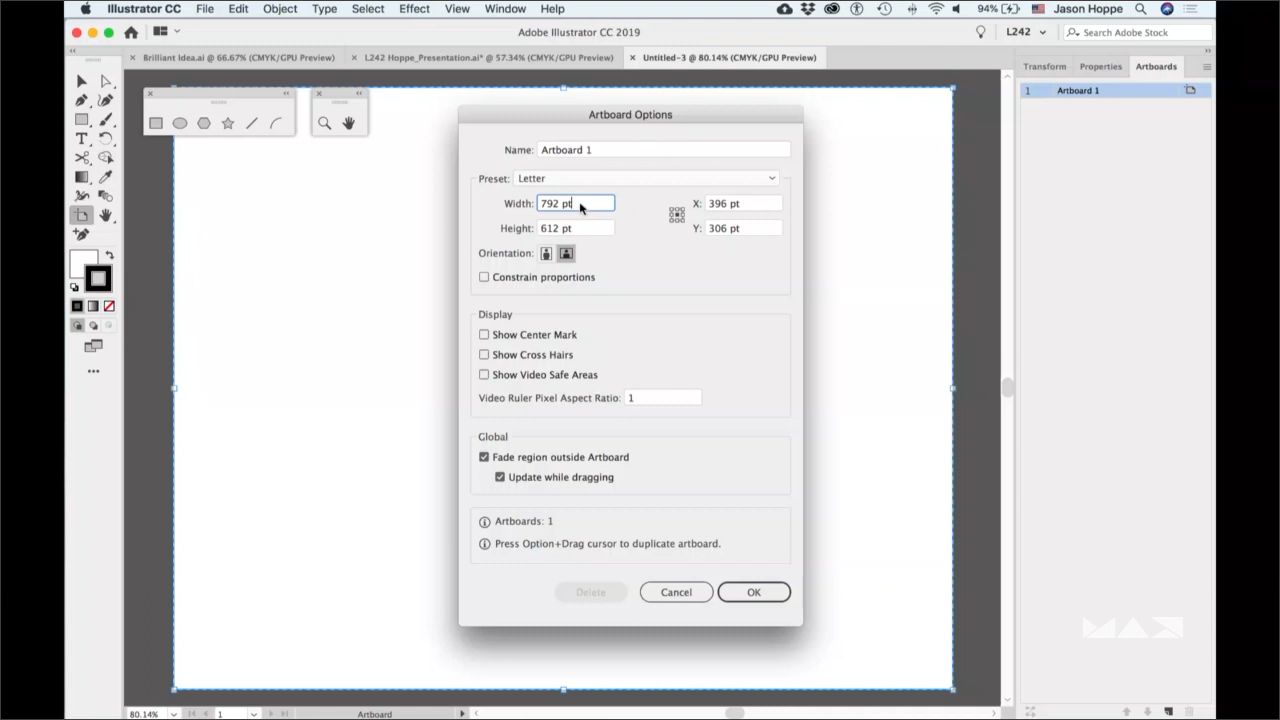 Illustrator CC File Edit Object Type Select Effect View Window Help 94% Jason Hoppe
Adobe Illustrator CC 2019 L242 Search Adobe Stock
× Brilliant Idea.ai @ 66.67% (CMYK/GPU Preview) × L242 Hoppe_Presentation.ai* @ 57.34% (CMYK/GPU Preview) × Untitled-3 @ 80.14% (CMYK/GPU Preview)
Transform Properties Artboards
1 Artboard 1
Artboard Options
Name: Artboard 1
Preset: Letter
Width: 792 pt X: 396 pt
Height: 612 pt Y: 306 pt
Orientation:
Constrain proportions
Display
Show Center Mark
Show Cross Hairs
Show Video Safe Areas
Video Ruler Pixel Aspect Ratio: 1
Global
Fade region outside Artboard
Update while dragging
Artboards: 1
Press Option+Drag cursor to duplicate artboard.
Delete Cancel OK
MAX
80.14% 1 Artboard